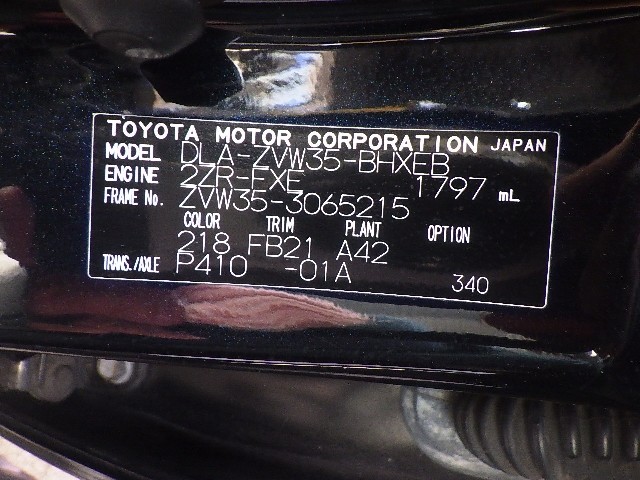 TOYOTA MOTOR CORPORATION JAPAN
MODEL DLA-ZVW35-BHXEB
ENGINE 2ZR-FXE 1797 mL
FRAME No. ZVW35-3065215
COLOR TRIM PLANT OPTION
218 FB21 A42
TRANS./AXLE P410 -01A 340